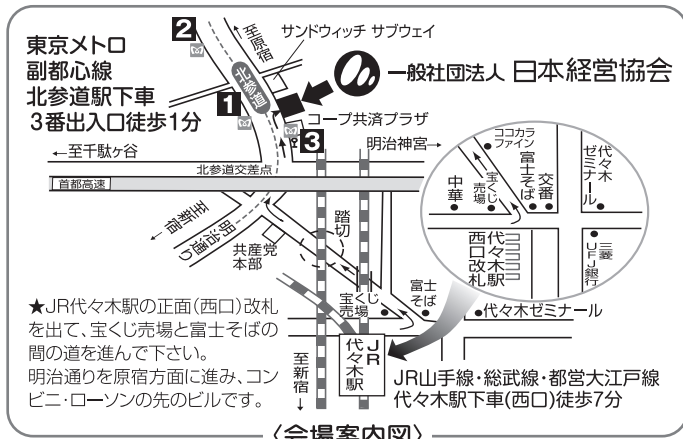 東京メトロ
副都心線
北参道駅下車
3番出入口徒歩1分
2
至原宿
サンドウィッチ サブウェイ
北参道
一般社団法人 日本経営協会
1
3
コープ共済プラザ
明治神宮→
←至千駄ヶ谷
北参道交差点
首都高速
至新宿
明治通り
共産党
本部
踏切
ココカラ
ファイン
宝くじ
売場
中華
富士そば
交番
代々木
ゼミナール
代々木駅
西口改札
三菱
UFJ銀行
宝くじ
売場
富士
そば
代々木ゼミナール
★JR代々木駅の正面(西口)改札
を出て、宝くじ売場と富士そばの
間の道を進んで下さい。
明治通りを原宿方面に進み、コン
ビニ・ローソンの先のビルです。
至新宿
↓
JR
代々木駅
JR山手線・総武線・都営大江戸線
代々木駅下車(西口)徒歩7分
〈会場案内図〉